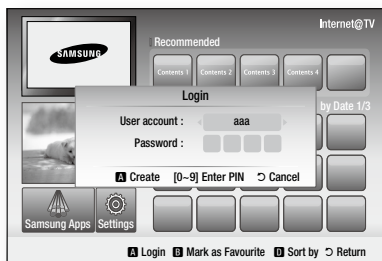 Internet@TV
SAMSUNG
Recommended
Contents 1 Contents 2 Contents 3 Contents 4
by Date 1/3
Login
User account : aaa
Password :
A Create [0~9] Enter PIN Cancel
Samsung Apps Settings
A Login B Mark as Favourite D Sort by Return